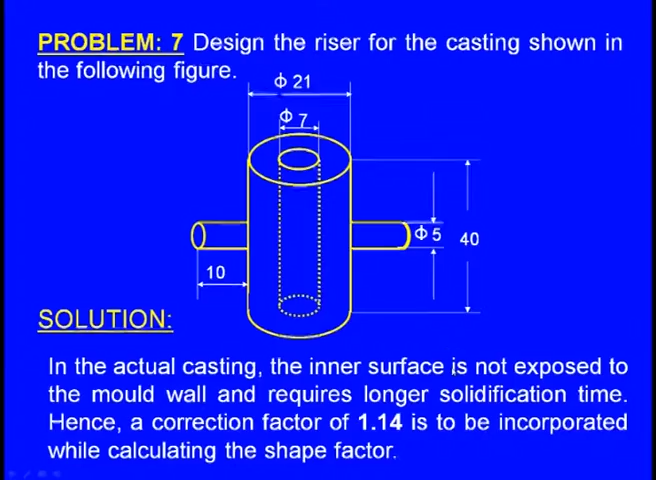 PROBLEM: 7 Design the riser for the casting shown in
the following figure.
Φ 21
Φ 7
Φ 5
40
10
SOLUTION:
In the actual casting, the inner surface is not exposed to
the mould wall and requires longer solidification time.
Hence, a correction factor of 1.14 is to be incorporated
while calculating the shape factor.